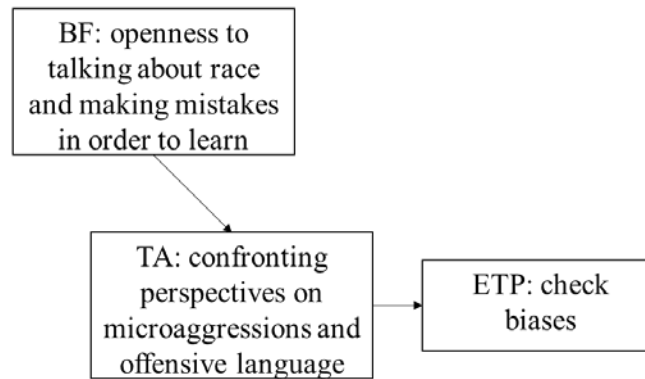 BF: openness to
talking about race
and making mistakes
in order to learn
TA: confronting
perspectives on
microaggressions and
offensive language
ETP: check
biases